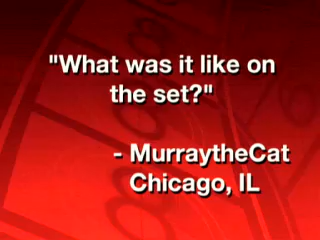 "What was it like on
the set?"
- MurraytheCat
Chicago, IL